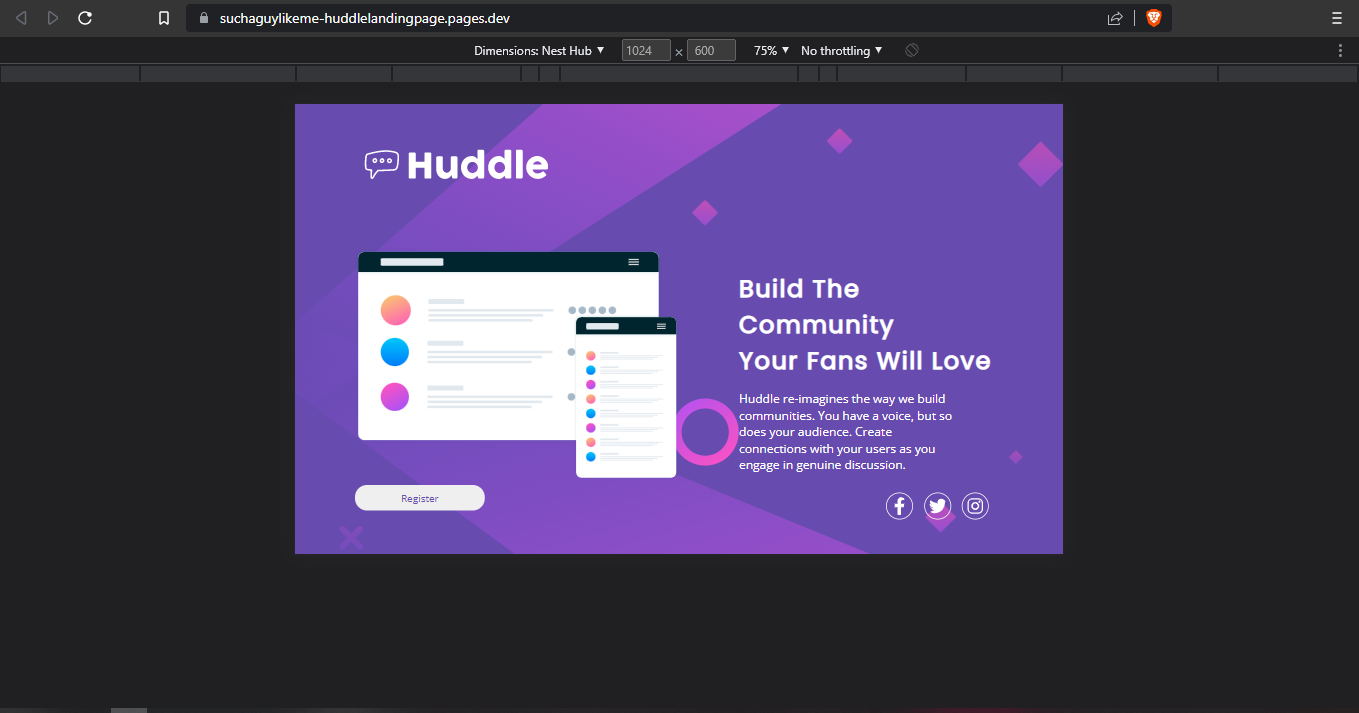 suchaguylikeme-huddlelandingpage.pages.dev
Dimensions: Nest Hub ▼ 1024 × 600 75% ▼ No throttling ▼
Huddle
Build The
Community
Your Fans Will Love
Huddle re-imagines the way we build
communities. You have a voice, but so
does your audience. Create
connections with your users as you
engage in genuine discussion.
Register